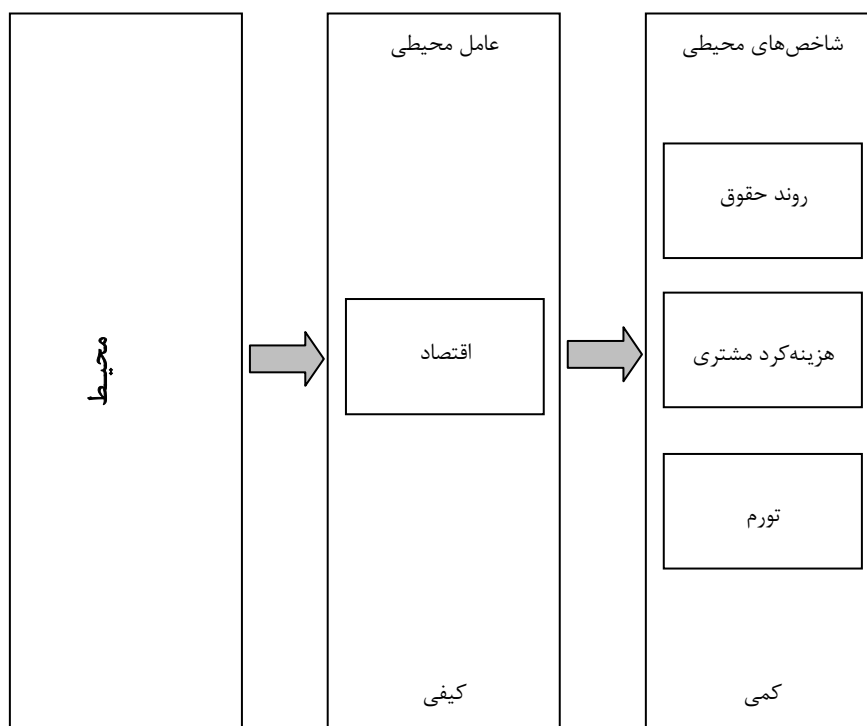 شاخص‌های محیطی
روند حقوق
هزینه‌کرد مشتری
تورم
کمی
عامل محیطی
اقتصاد
کیفی
محیط